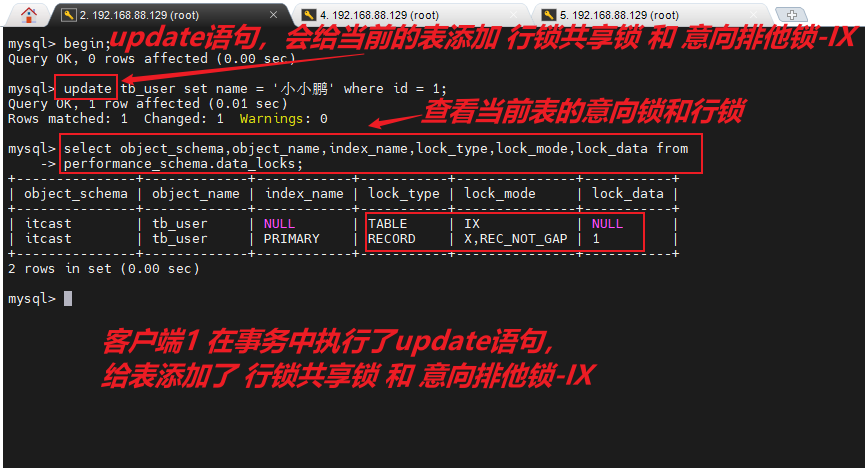 2. 192.168.88.129 (root)
4. 192.168.88.129 (root)
5. 192.168.88.129 (root)
mysql> begin;
update语句，会给当前的表添加 行锁共享锁 和 意向排他锁-IX
Query OK, 0 rows affected (0.00 sec)
mysql> update tb_user set name = '小小鹏' where id = 1;
Query OK, 1 row affected (0.01 sec)
Rows matched: 1  Changed: 1  Warnings: 0
查看当前表的意向锁和行锁
mysql> select object_schema,object_name,index_name,lock_type,lock_mode,lock_data from
    -> performance_schema.data_locks;
+---------------+-------------+------------+-----------+---------------+-----------+
| object_schema | object_name | index_name | lock_type | lock_mode     | lock_data |
+---------------+-------------+------------+-----------+---------------+-----------+
| itcast        | tb_user     | NULL       | TABLE     | IX            | NULL      |
| itcast        | tb_user     | PRIMARY    | RECORD    | X,REC_NOT_GAP | 1         |
+---------------+-------------+------------+-----------+---------------+-----------+
2 rows in set (0.00 sec)
mysql>
客户端1 在事务中执行了update语句，
给表添加了 行锁共享锁 和 意向排他锁-IX